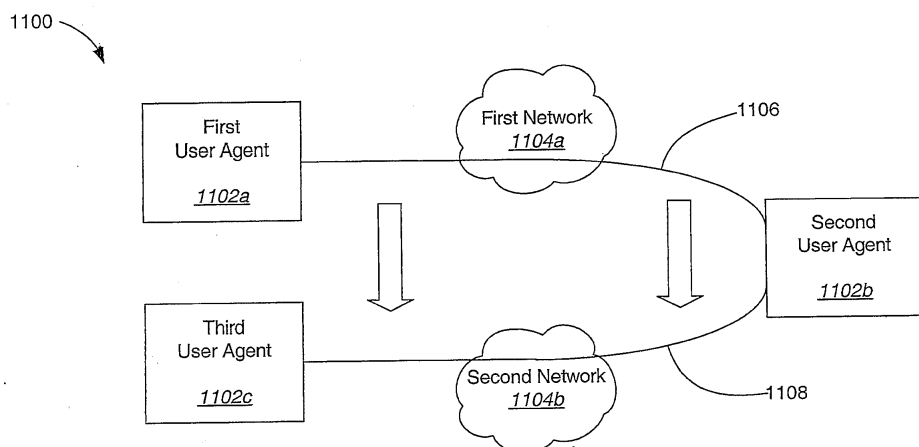 1100
First
User Agent
1102a
First Network
1104a
1106
Second
User Agent
1102b
Third
User Agent
1102c
Second Network
1104b
1108